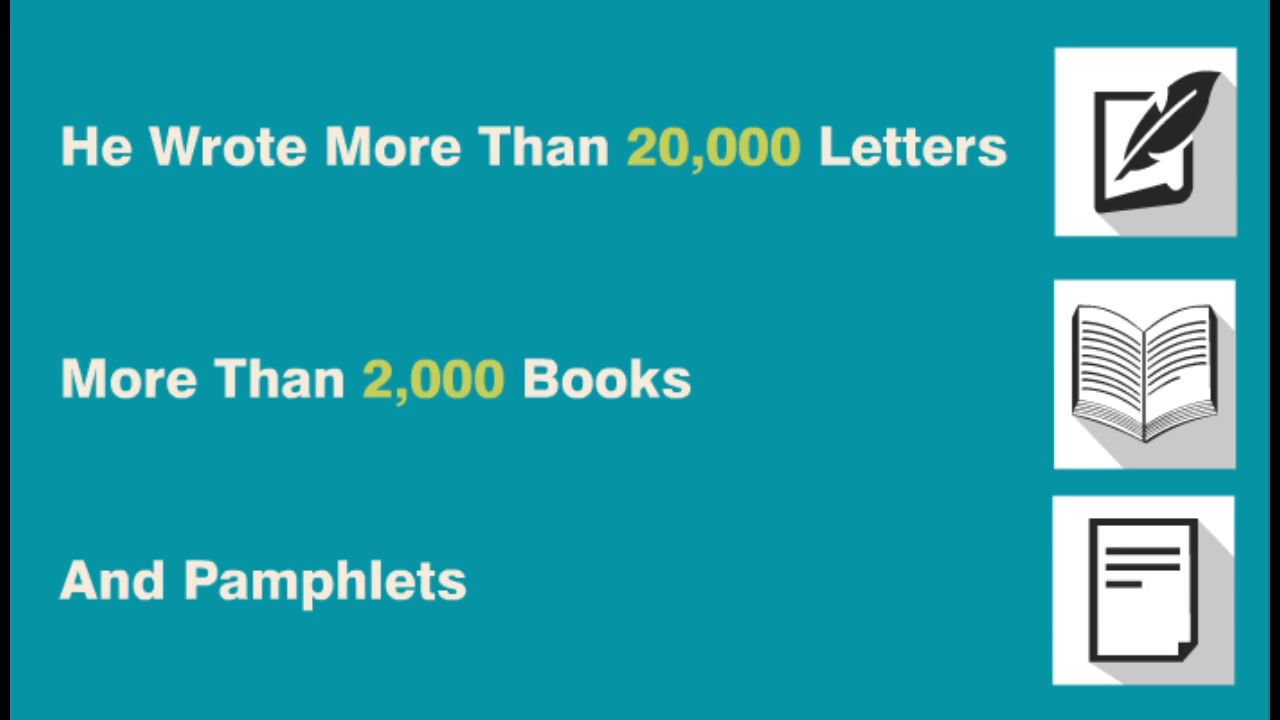 He Wrote More Than 20,000 Letters
More Than 2,000 Books
And Pamphlets